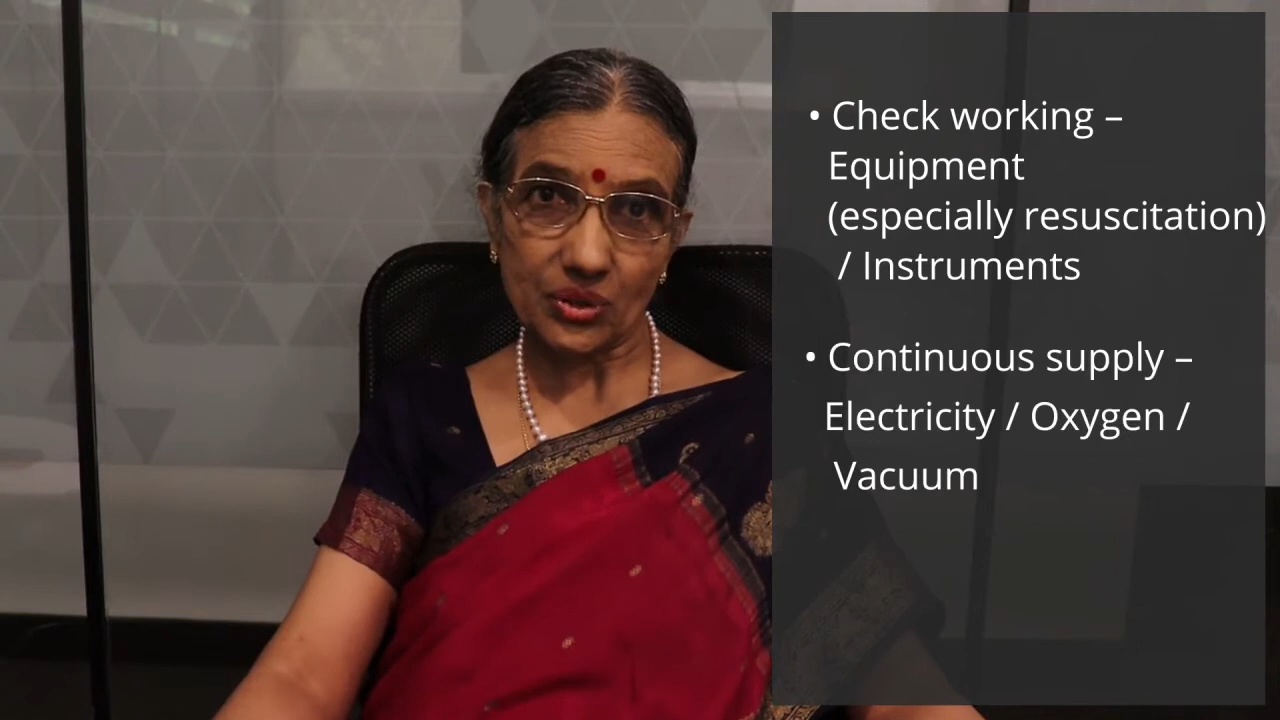 • Check working –
Equipment
(especially resuscitation)
/ Instruments
• Continuous supply –
Electricity / Oxygen /
Vacuum